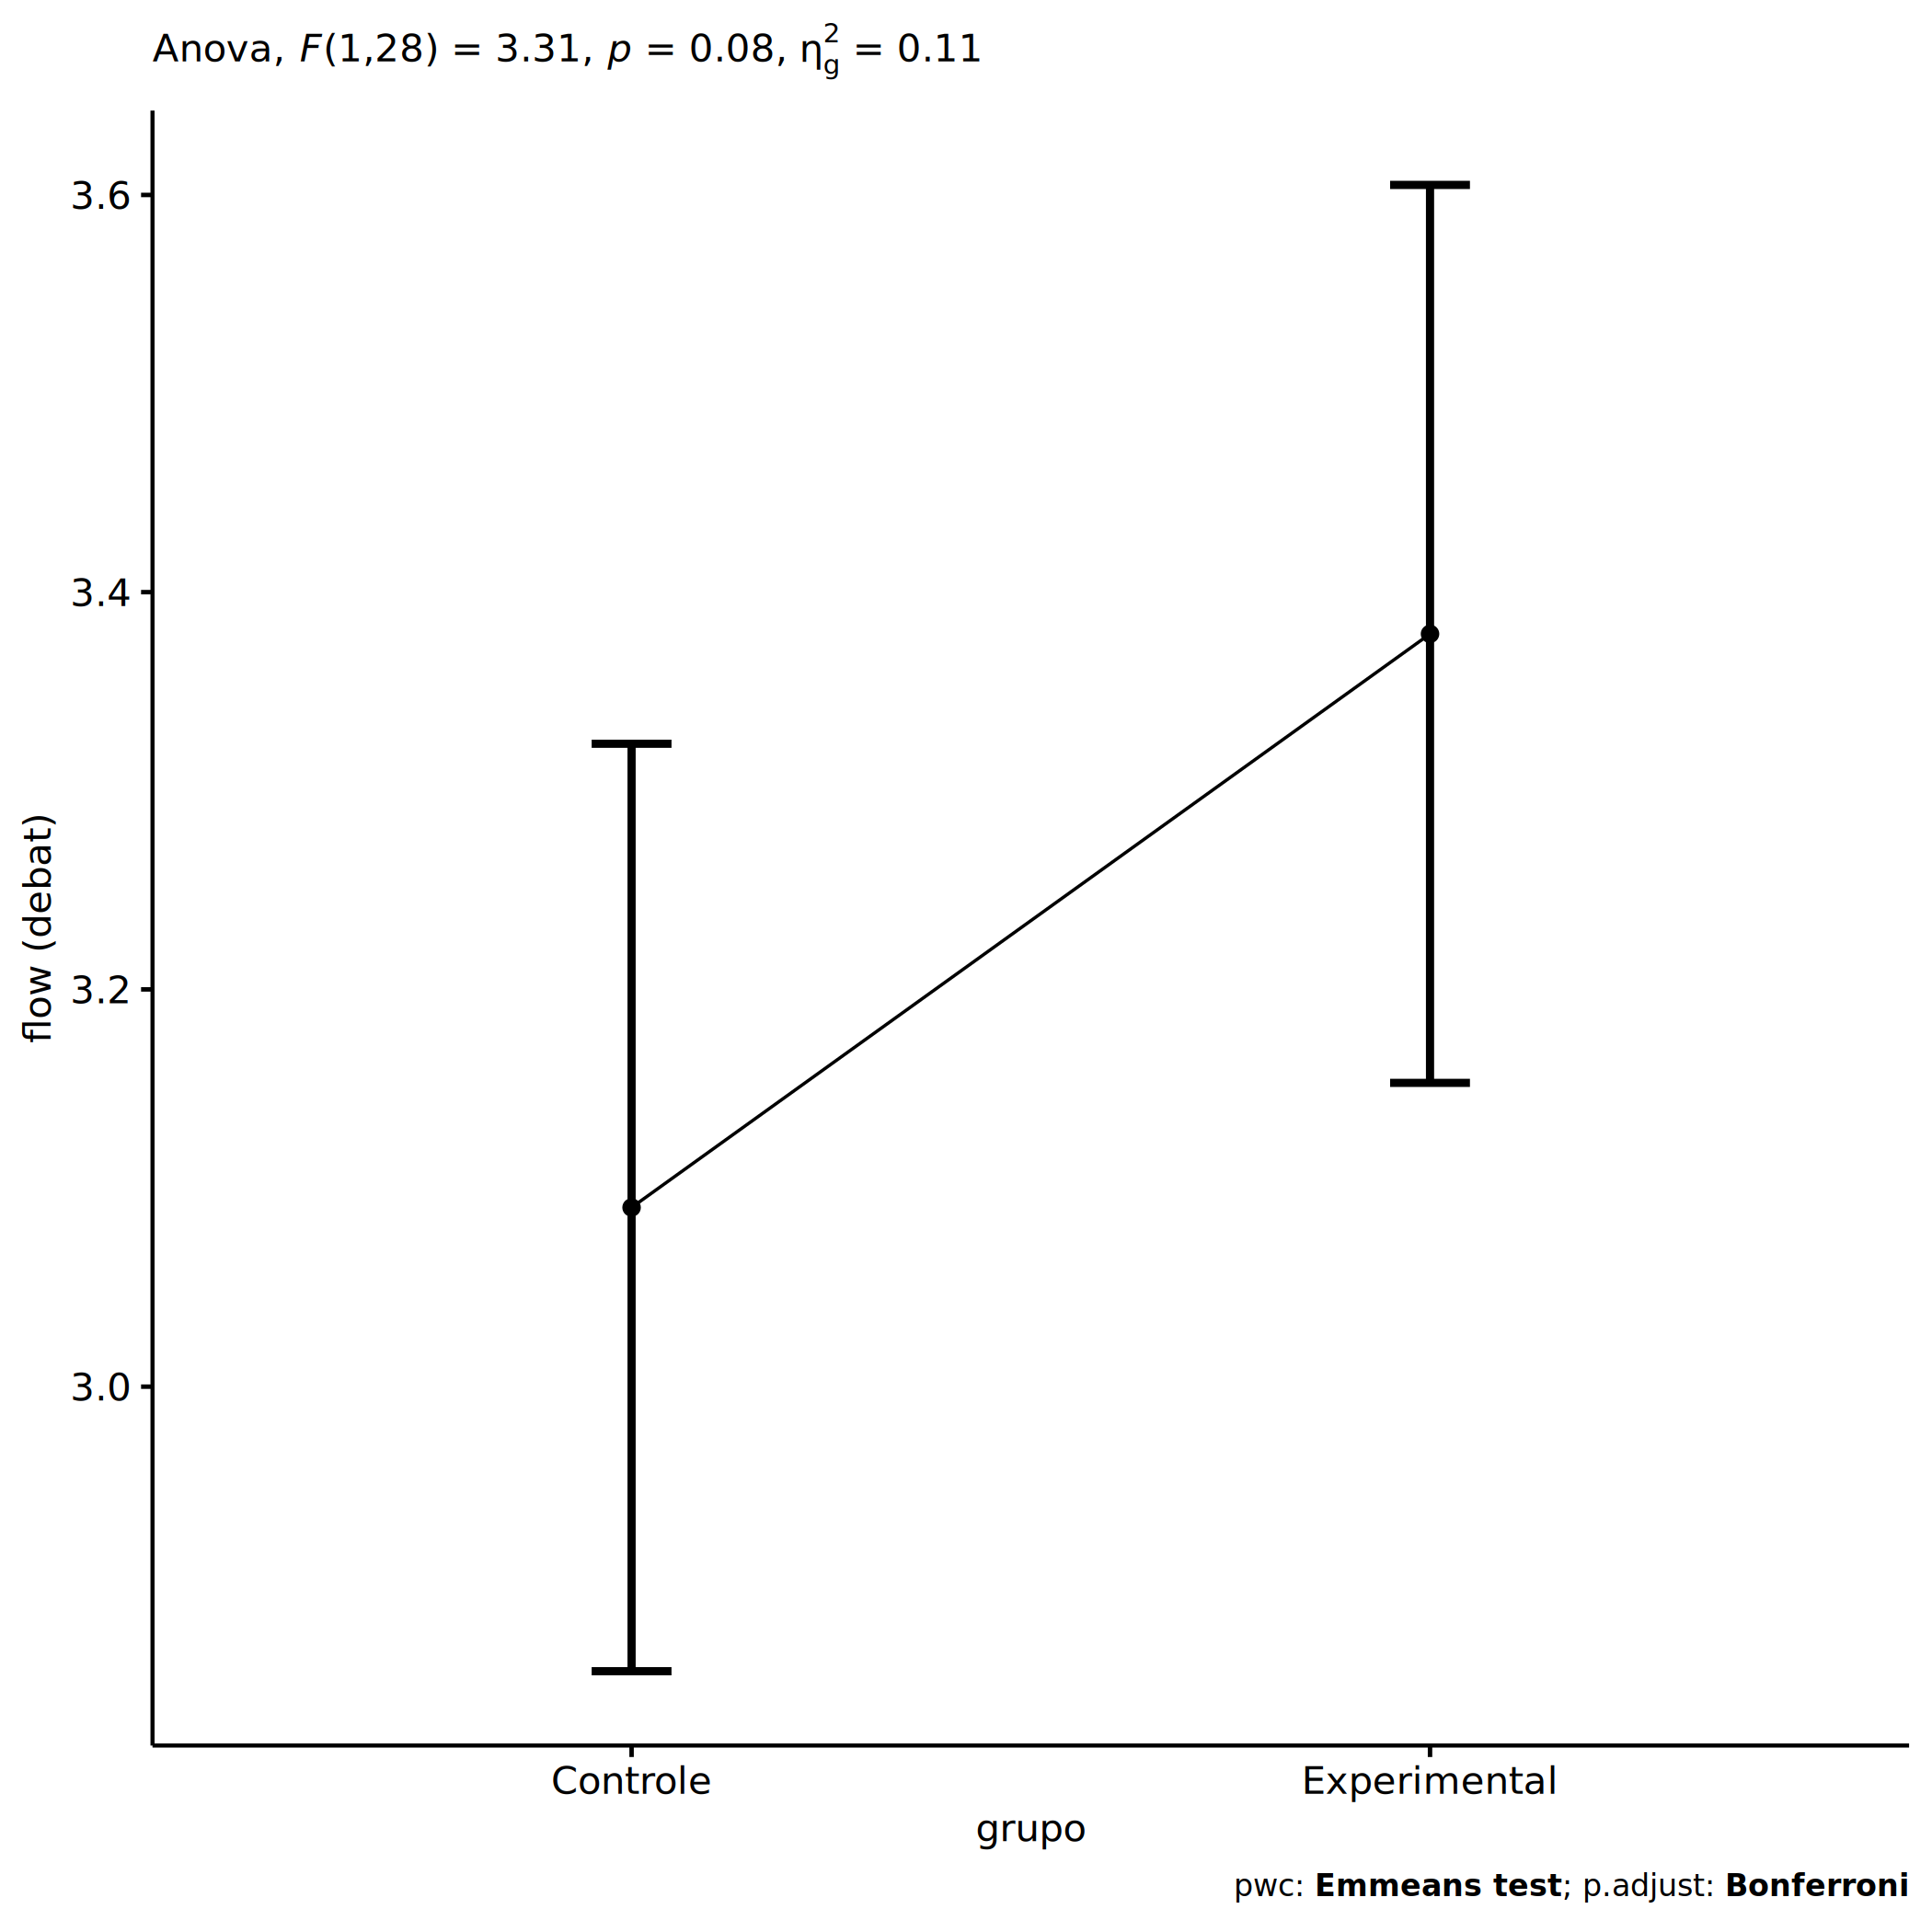 Anova, F(1,28) = 3.31, p = 0.08, η²g = 0.11
3.6
3.4
3.2
3.0
flow (debat)
Controle Experimental
grupo
pwc: Emmeans test; p.adjust: Bonferroni